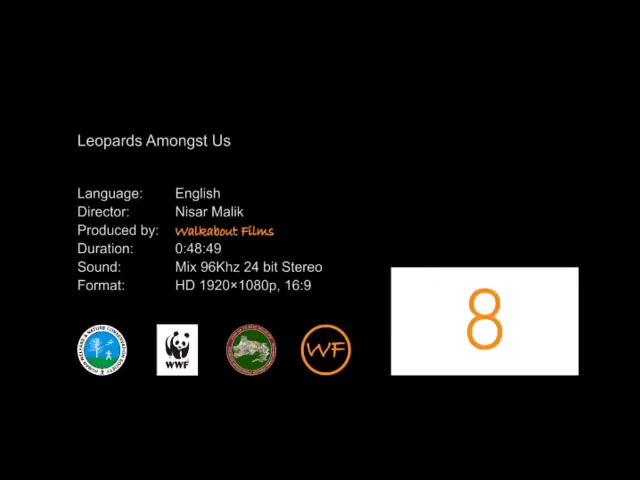 Leopards Amongst Us
Language: English
Director: Nisar Malik
Produced by: Walkabout Films
Duration: 0:48:49
Sound: Mix 96Khz 24 bit Stereo
Format: HD 1920×1080p, 16:9
8
WWF
WF